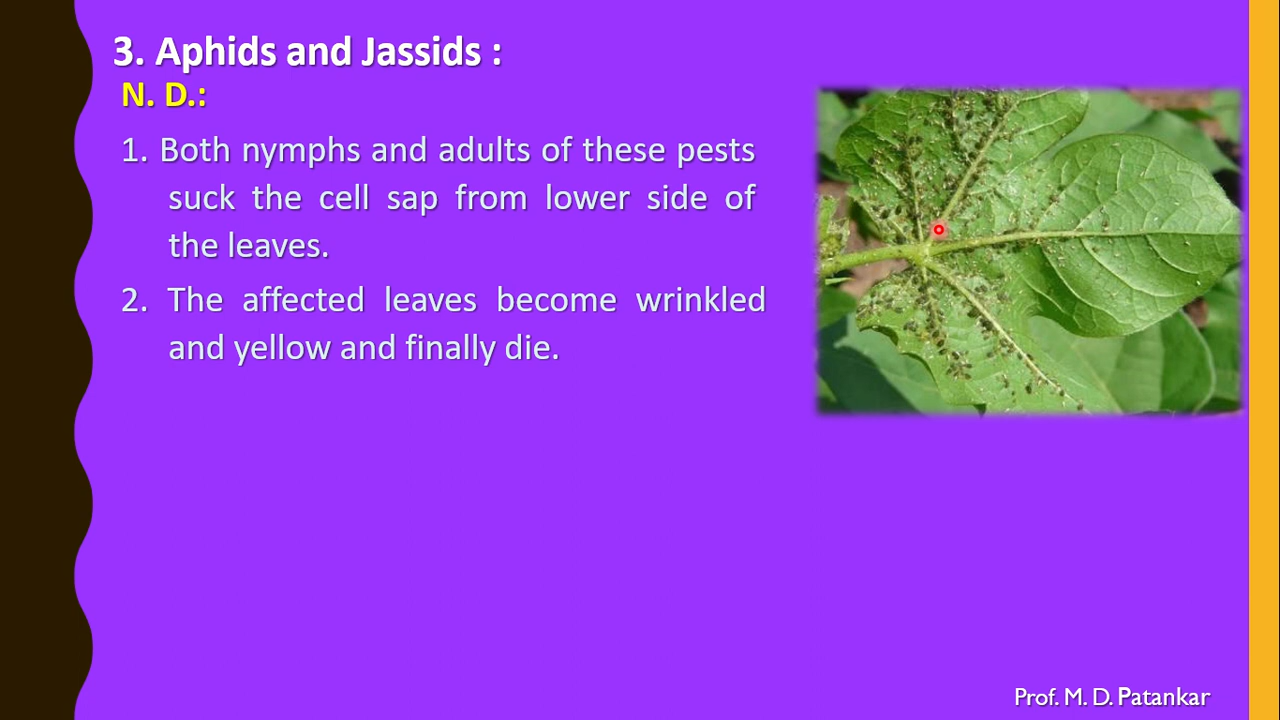 3. Aphids and Jassids :
N. D.:
1. Both nymphs and adults of these pests
suck the cell sap from lower side of
the leaves.
2. The affected leaves become wrinkled
and yellow and finally die.
Prof. M. D. Patankar